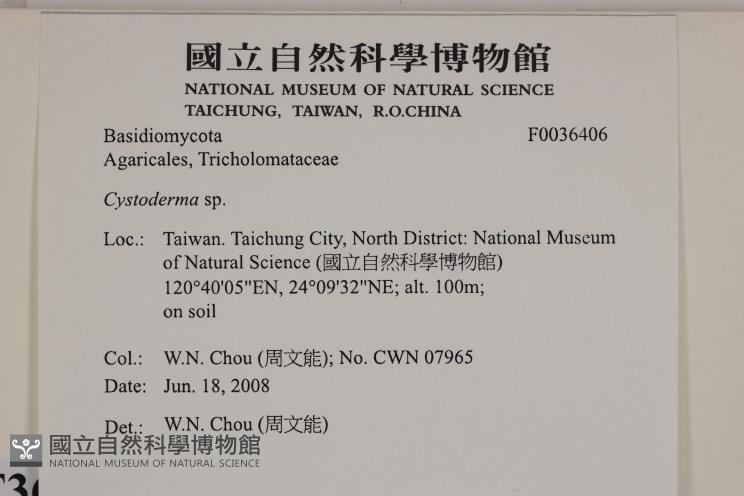 國立自然科學博物館
NATIONAL MUSEUM OF NATURAL SCIENCE
TAICHUNG, TAIWAN, R.O.CHINA
Basidiomycota F0036406
Agaricales, Tricholomataceae
Cystoderma sp.
Loc.: Taiwan. Taichung City, North District: National Museum
of Natural Science (國立自然科學博物館)
120°40'05"EN, 24°09'32"NE; alt. 100m;
on soil
Col.: W.N. Chou (周文能); No. CWN 07965
Date: Jun. 18, 2008
Det.: W.N. Chou (周文能)
國立自然科學博物館
NATIONAL MUSEUM OF NATURAL SCIENCE